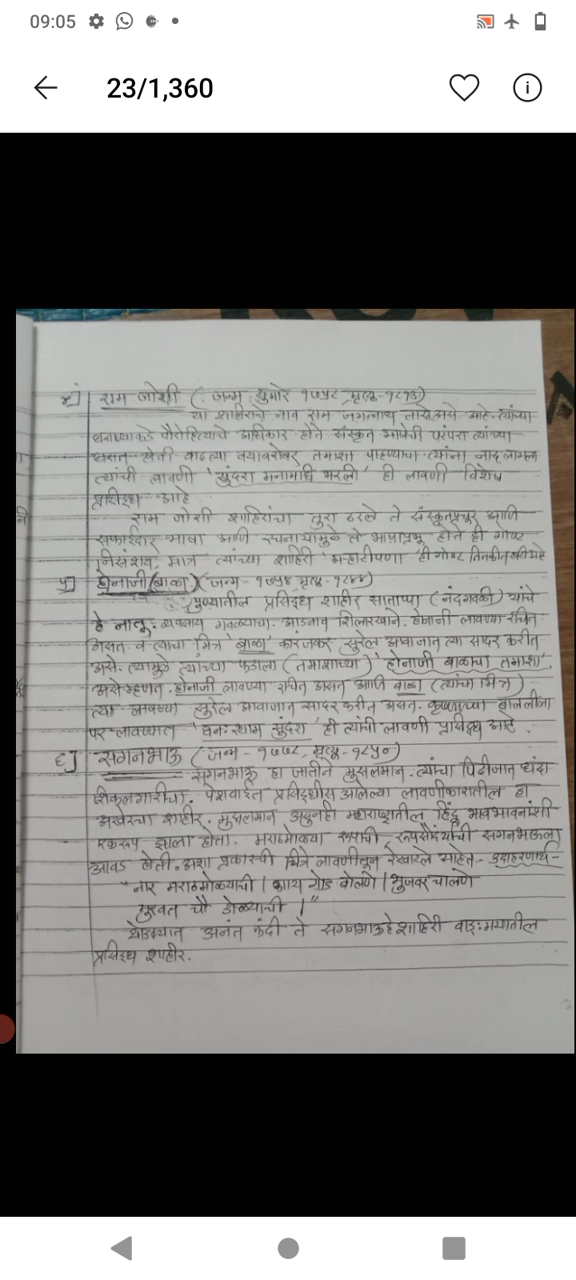 09:05
23/1,360
४] राम जोशी (जन्म सुमारे १७५८ मृत्यू-१८१३)
या शाहिराचे नाव राम जगन्नाथ जोशी असे आहे. त्यांच्या
घराण्याकडे पौरोहित्याचे अधिकार होते संस्कृत भाषेची परंपरा त्यांच्या
घरात होती वाढत्या वयाबरोबर तमाशा पाहण्याचा त्यांना नाद लागला
त्यांची लावणी 'सुंदरा मनामधि भरली' ही लावणी विशेष
प्रसिद्ध आहे
राम जोशी शाहिरांचा तुरा ठरले ते संस्कृतप्रचुर आणि
सफाईदार भाषा आणि रचनायामुळे ते भाषाप्रभू होते ही गोष्ट
निसंशय. मात्र त्यांच्या शाहिरी मऱ्हाटीपणा ही गोष्ट
५] होनाजी (बाळा) (जन्म - १७५४ मृत्यू - १८४४)
पुण्यातील प्रसिद्ध शाहीर साताप्पा (नंदगवळी) यांचे
हे नातू. व्यवसाय गवळ्याचा. आडनाव शिलारखाने. होनाजी लावण्या रचित
असत व त्यांचा मित्र 'बाळा' कारंजकर सुरेल आवाजात त्या सादर करीत
असे. त्यामुळे त्यांच्या फडाला (तमाशाच्या) 'होनाजी बाळाचा तमाशा'
असे म्हणत. होनाजी लावण्या रचित असत आणि बाळा (त्यांचा मित्र)
त्या लावण्या सुरेल आवाजात सादर करीत असत. कृष्णाच्या बाललीला
पर लावण्यात 'घनःश्याम सुंदरा' ही त्यांची लावणी प्रसिद्ध आहे.
६] सगनभाऊ (जन्म - १७७८, मृत्यू - १८५०)
सगनभाऊ हा जातीने मुसलमान. त्यांचा पिढीजात धंदा
शिकलगारीचा. पेशवाईत प्रसिद्धीस आलेल्या लावणीकारातील हा
अखेरचा शाहीर. मुसलमान असूनही महाराष्ट्रातील हिंदू भावभावनांशी
एकरूप झाला होता. मराठमोळ्या रूपाची रूपसौंदर्याची सगनभाऊला
आवड होती. अशा प्रकारची चित्रे लावणीतून रेखाटले आहेत - उदाहरणार्थ -
"नार मराठमोळ्याची । काय गोड बोलणे । भुजवर चालणे
सुरवत चौ डोळ्याची ।"
थोडक्यात अनंत फंदी ते सगनभाऊ हे शाहिरी वाङ्:मयातील
प्रसिद्ध शाहीर.